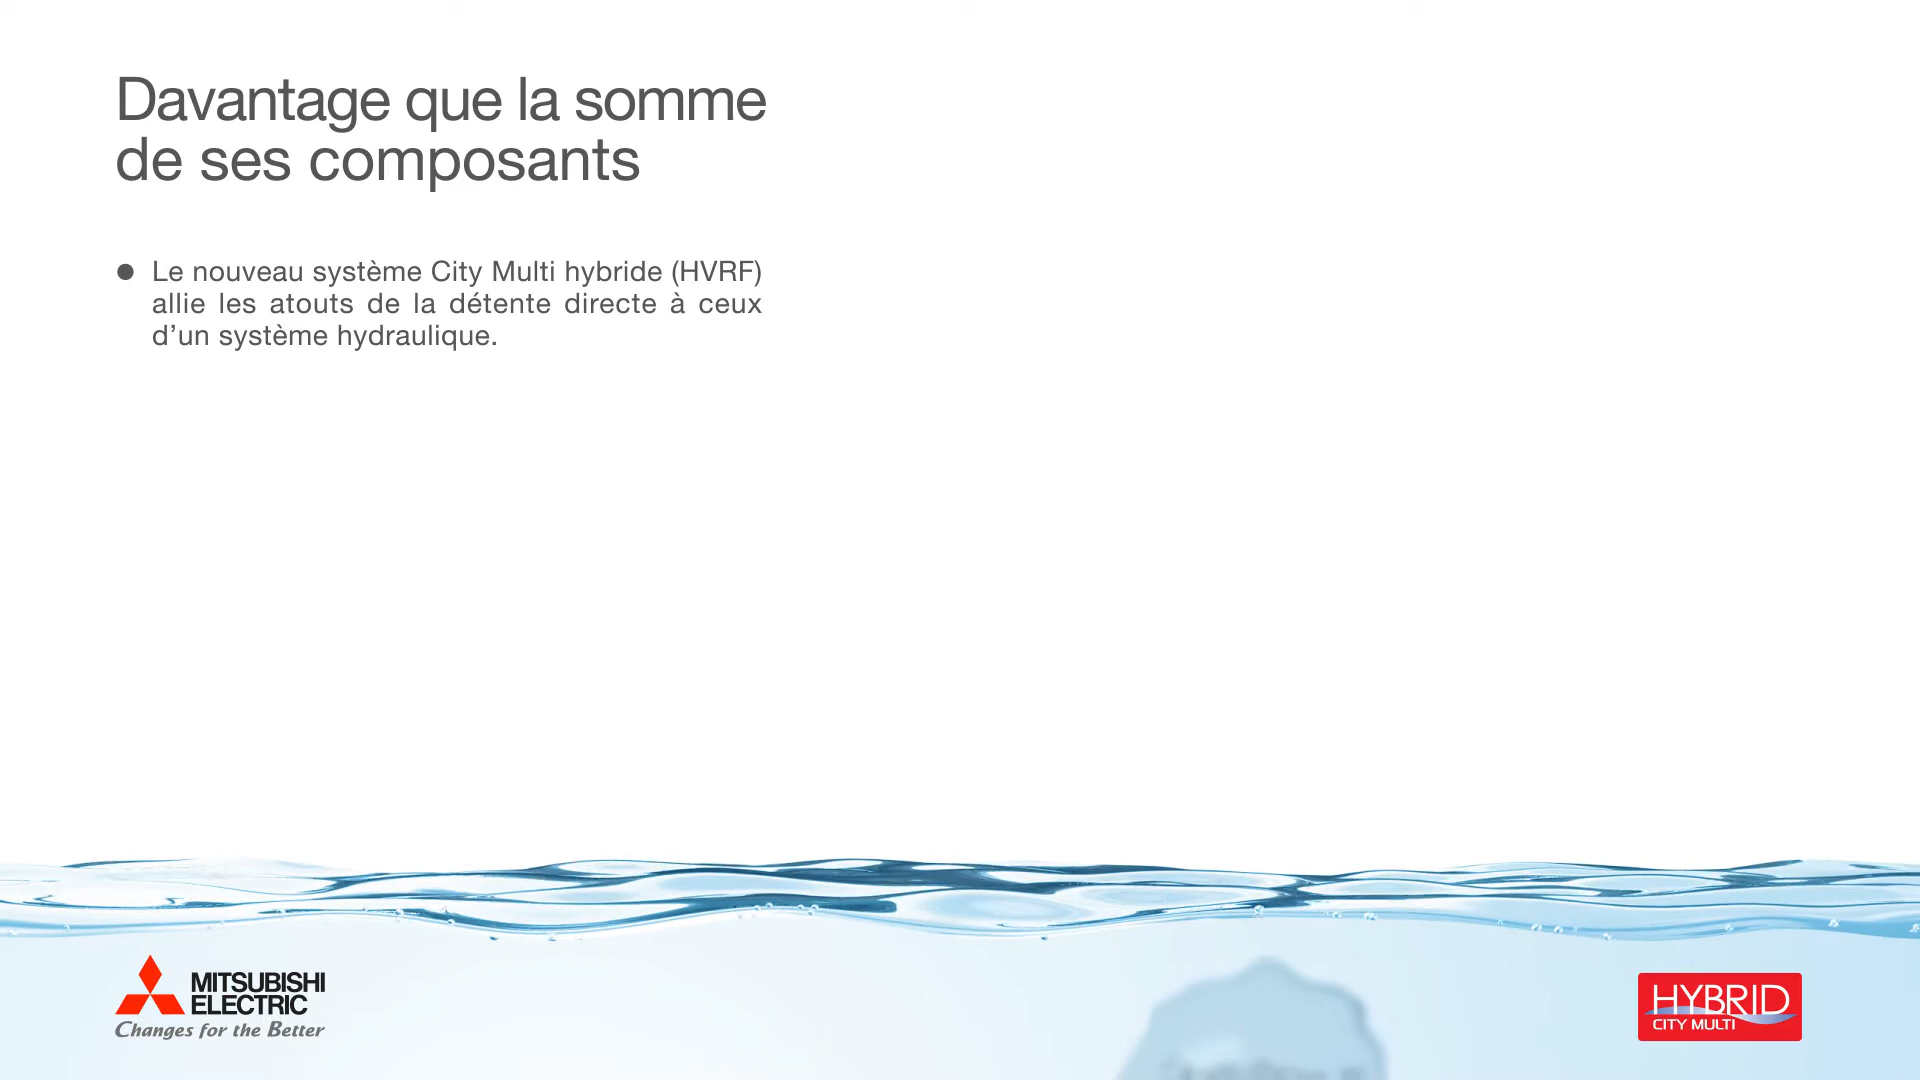 Davantage que la somme
de ses composants
● Le nouveau système City Multi hybride (HVRF)
allie les atouts de la détente directe à ceux
d’un système hydraulique.
MITSUBISHI
ELECTRIC
Changes for the Better
HYBRID
CITY MULTI